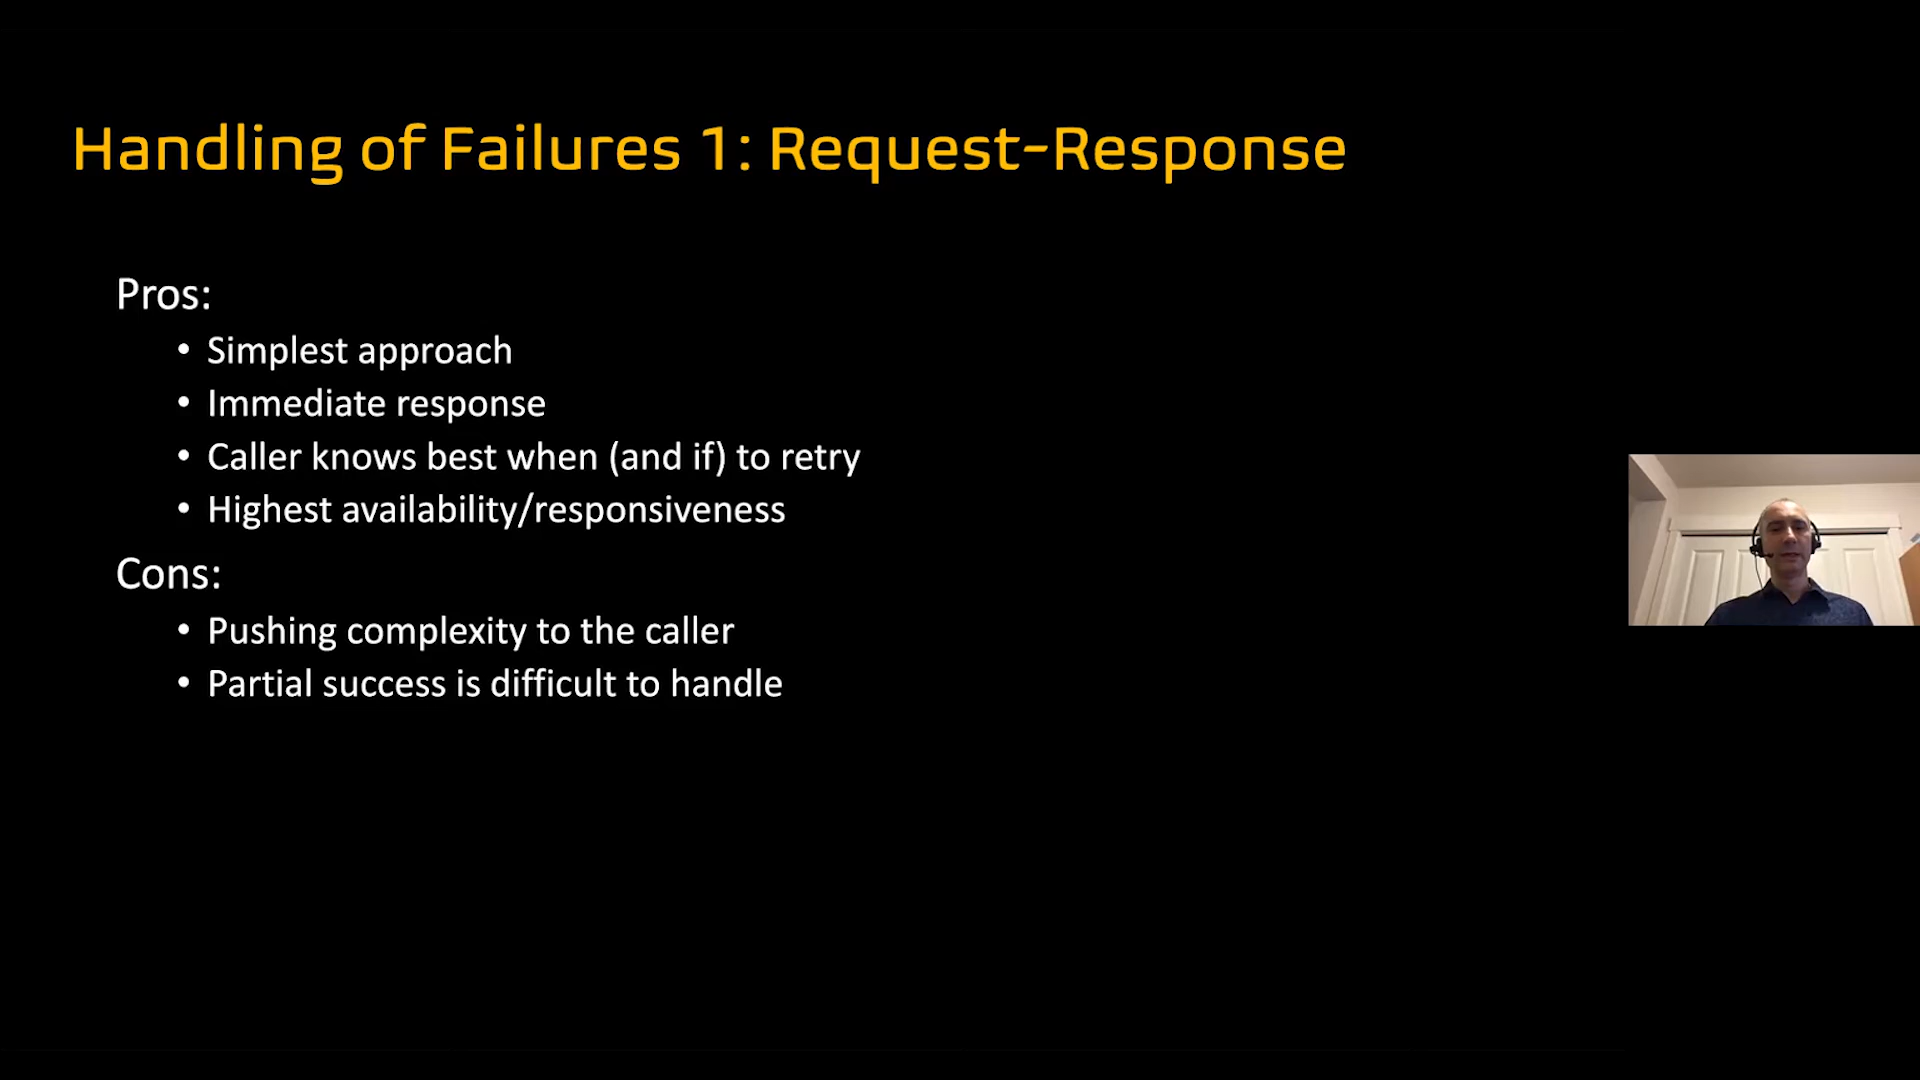 Handling of Failures 1: Request-Response
Pros:
• Simplest approach
• Immediate response
• Caller knows best when (and if) to retry
• Highest availability/responsiveness
Cons:
• Pushing complexity to the caller
• Partial success is difficult to handle